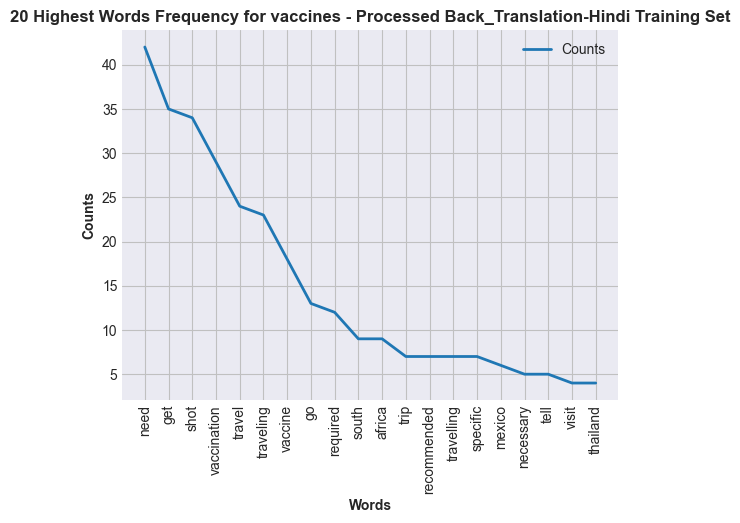 20 Highest Words Frequency for vaccines - Processed Back_Translation-Hindi Training Set
Counts
40
35
30
25
20
15
10
5
Counts
need
get
shot
vaccination
travel
traveling
vaccine
go
required
south
africa
trip
recommended
travelling
specific
mexico
necessary
tell
visit
thailand
Words